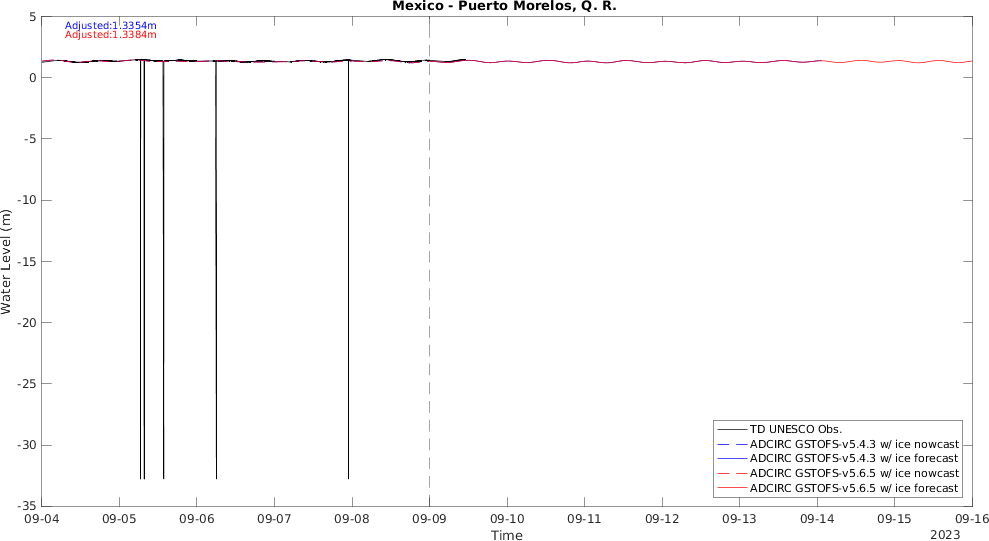 Mexico - Puerto Morelos, Q. R.
Adjusted:1.3354m
Adjusted:1.3384m
5
0
-5
-10
-15
-20
-25
-30
-35
Water Level (m)
TD UNESCO Obs.
ADCIRC GSTOFS-v5.4.3 w/ ice nowcast
ADCIRC GSTOFS-v5.4.3 w/ ice forecast
ADCIRC GSTOFS-v5.6.5 w/ ice nowcast
ADCIRC GSTOFS-v5.6.5 w/ ice forecast
09-04 09-05 09-06 09-07 09-08 09-09 09-10 09-11 09-12 09-13 09-14 09-15 09-16
Time
2023